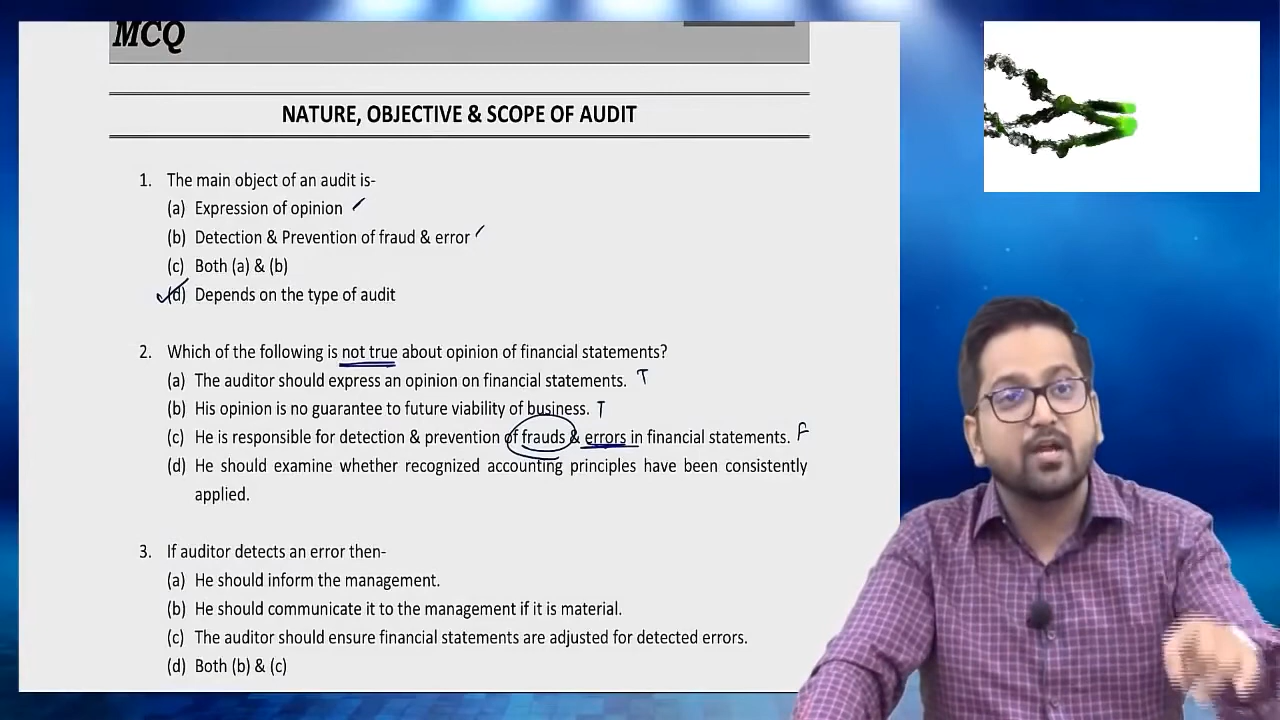 MCQ
NATURE, OBJECTIVE & SCOPE OF AUDIT
1. The main object of an audit is-
(a) Expression of opinion
(b) Detection & Prevention of fraud & error
(c) Both (a) & (b)
(d) Depends on the type of audit
2. Which of the following is not true about opinion of financial statements?
(a) The auditor should express an opinion on financial statements. T
(b) His opinion is no guarantee to future viability of business. T
(c) He is responsible for detection & prevention of frauds & errors in financial statements. F
(d) He should examine whether recognized accounting principles have been consistently
applied.
3. If auditor detects an error then-
(a) He should inform the management.
(b) He should communicate it to the management if it is material.
(c) The auditor should ensure financial statements are adjusted for detected errors.
(d) Both (b) & (c)